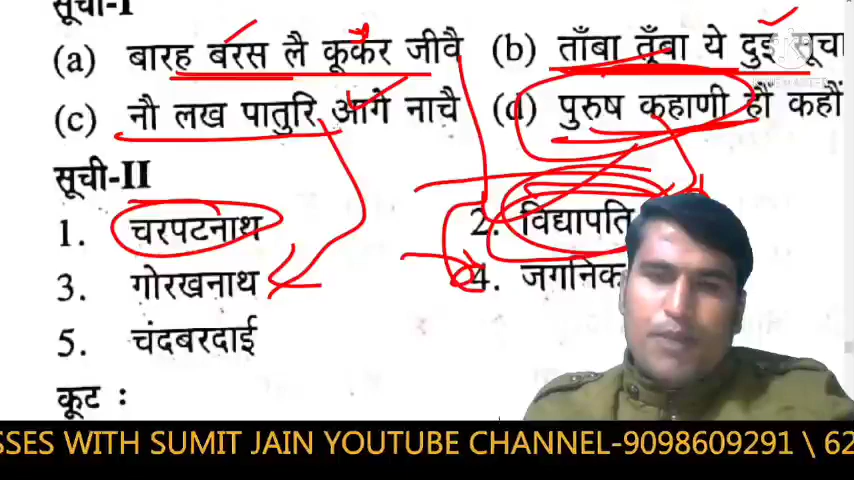 सूची-I
(a) बारह बरस लै कूकर जीवै (b) ताँबा तूँबा ये दुइ सूचा
(c) नौ लख पातुरि आगे नाचै (d) पुरुष कहाणी हौं कहौं
सूची-II
1. चरपटनाथ 2. विद्यापति
3. गोरखनाथ 4. जगनिक
5. चंदबरदाई
कूट :
SSES WITH SUMIT JAIN YOUTUBE CHANNEL-9098609291 \ 62